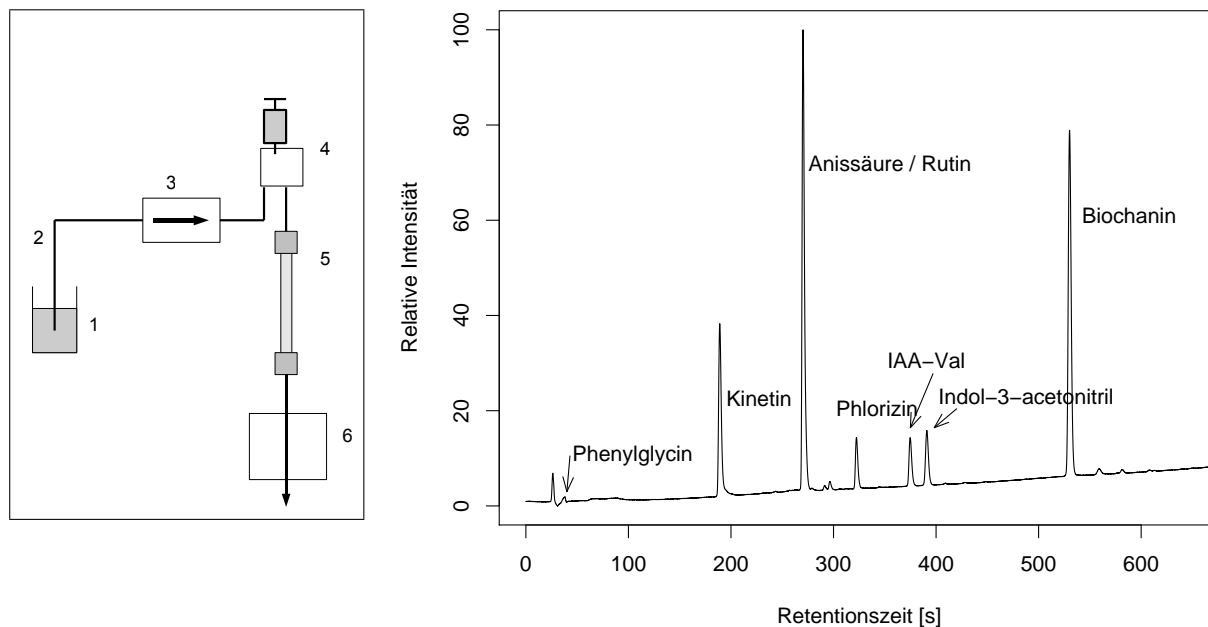 4
3
2
5
1
6
Relative Intensität
100
80
60
40
20
0
Anissäure / Rutin
Biochanin
IAA−Val
Kinetin
Phlorizin
Indol−3−acetonitril
Phenylglycin
0 100 200 300 400 500 600
Retentionszeit [s]